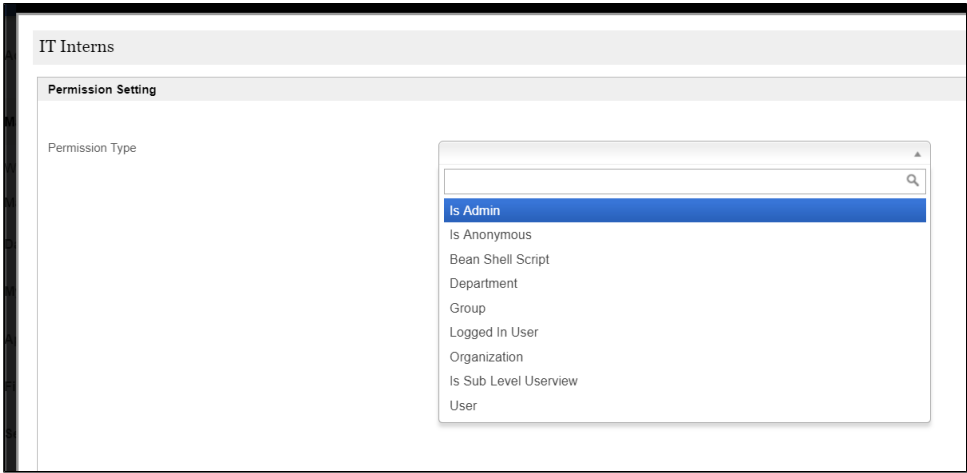 IT Interns
Permission Setting
Permission Type
Is Admin
Is Anonymous
Bean Shell Script
Department
Group
Logged In User
Organization
Is Sub Level Userview
User